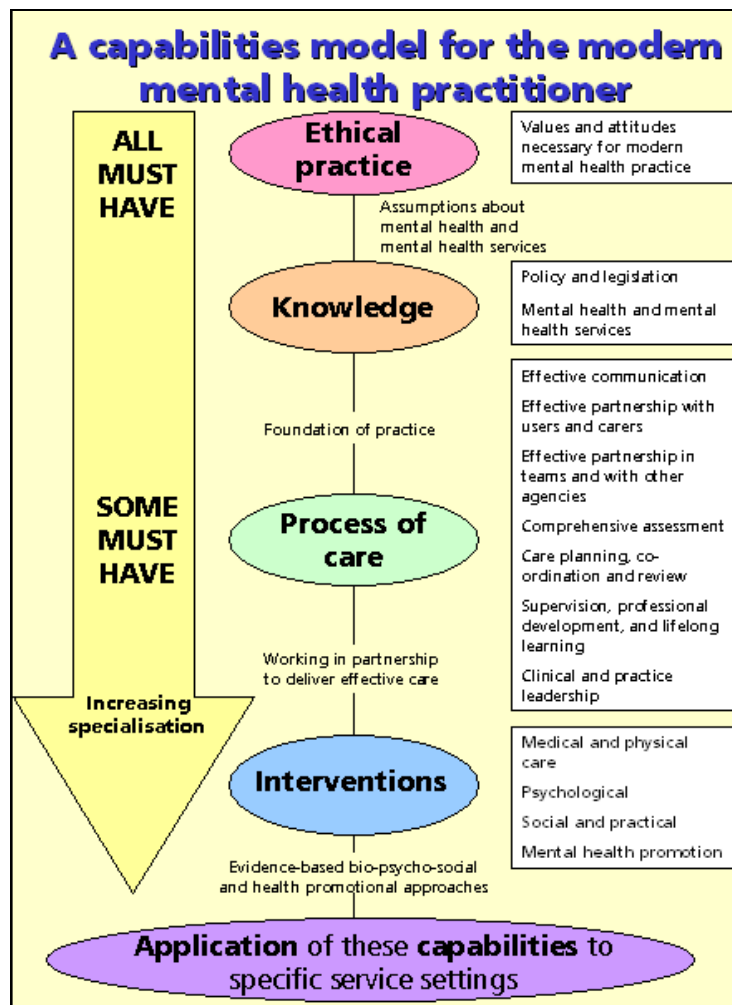 A capabilities model for the modern
mental health practitioner
ALL
MUST
HAVE
Ethical
practice
Values and attitudes
necessary for modern
mental health practice
Assumptions about
mental health and
mental health services
Knowledge
Policy and legislation
Mental health and mental
health services
Foundation of practice
SOME
MUST
HAVE
Process of
care
Effective communication
Effective partnership with
users and carers
Effective partnership in
teams and with other
agencies
Comprehensive assessment
Care planning, co-
ordination and review
Supervision, professional
development, and lifelong
learning
Clinical and practice
leadership
Working in partnership
to deliver effective care
Increasing
specialisation
Interventions
Medical and physical
care
Psychological
Social and practical
Mental health promotion
Evidence-based bio-psycho-social
and health promotional approaches
Application of these capabilities to
specific service settings